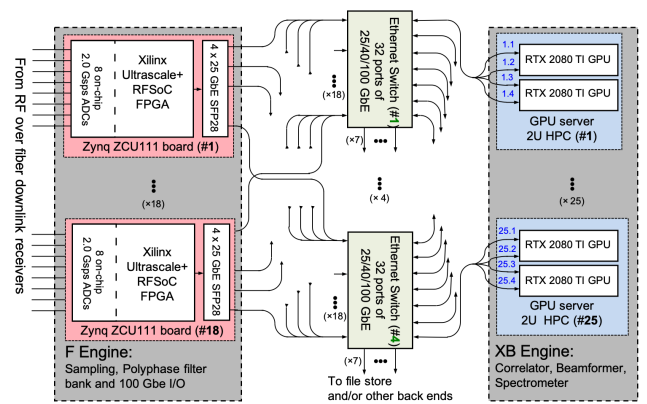 From RF over fiber downlink receivers
8 on-chip
2.0 Gsps ADCs
Xilinx
Ultrascale+
RFSoC
FPGA
4 x 25 GbE SFP28
Zynq ZCU111 board (#1)
(×18)
8 on-chip
2.0 Gsps ADCs
Xilinx
Ultrascale+
RFSoC
FPGA
4 x 25 GbE SFP28
Zynq ZCU111 board (#18)
F Engine:
Sampling, Polyphase filter
bank and 100 Gbe I/O
(×18)
Ethernet Switch (#1)
32 ports of
25/40/100 GbE
(×7)
(× 4)
(×18)
Ethernet Switch (#4)
32 ports of
25/40/100 GbE
(×7)
To file store
and/or other back ends
1.1
1.2
1.3
1.4
RTX 2080 TI GPU
RTX 2080 TI GPU
GPU server
2U HPC (#1)
(× 25)
25.1
25.2
25.3
25.4
RTX 2080 TI GPU
RTX 2080 TI GPU
GPU server
2U HPC (#25)
XB Engine:
Correlator, Beamformer,
Spectrometer